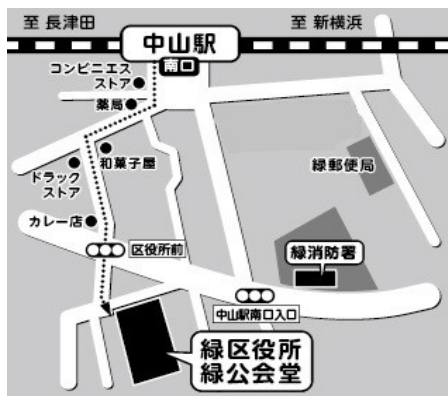 至 長津田
至 新横浜
中山駅
南口
コンビニエス
ストア
薬局
和菓子屋
ドラック
ストア
緑郵便局
カレー店
区役所前
緑消防署
中山駅南口入口
緑区役所
緑公会堂